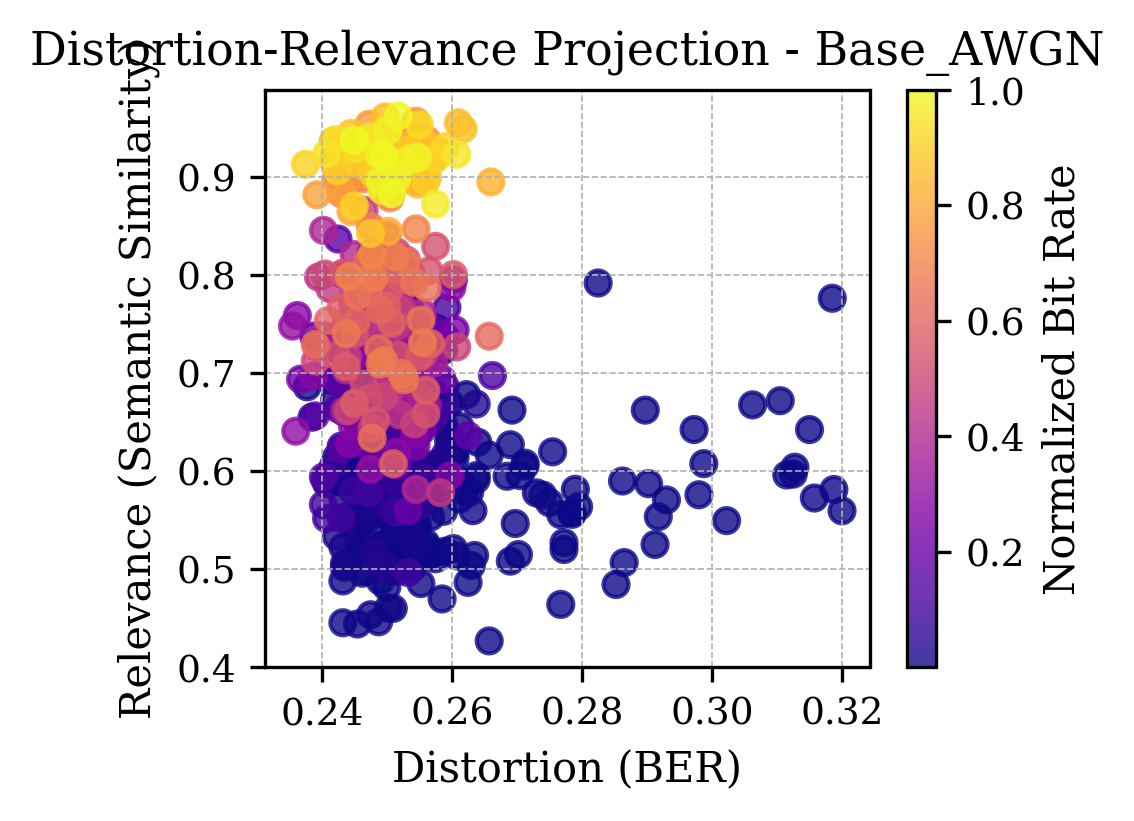 Distortion-Relevance Projection - Base_AWGN
Relevance (Semantic Similarity)
0.9
0.8
0.7
0.6
0.5
0.4
0.24 0.26 0.28 0.30 0.32
Distortion (BER)
1.0
0.8
0.6
0.4
0.2
Normalized Bit Rate